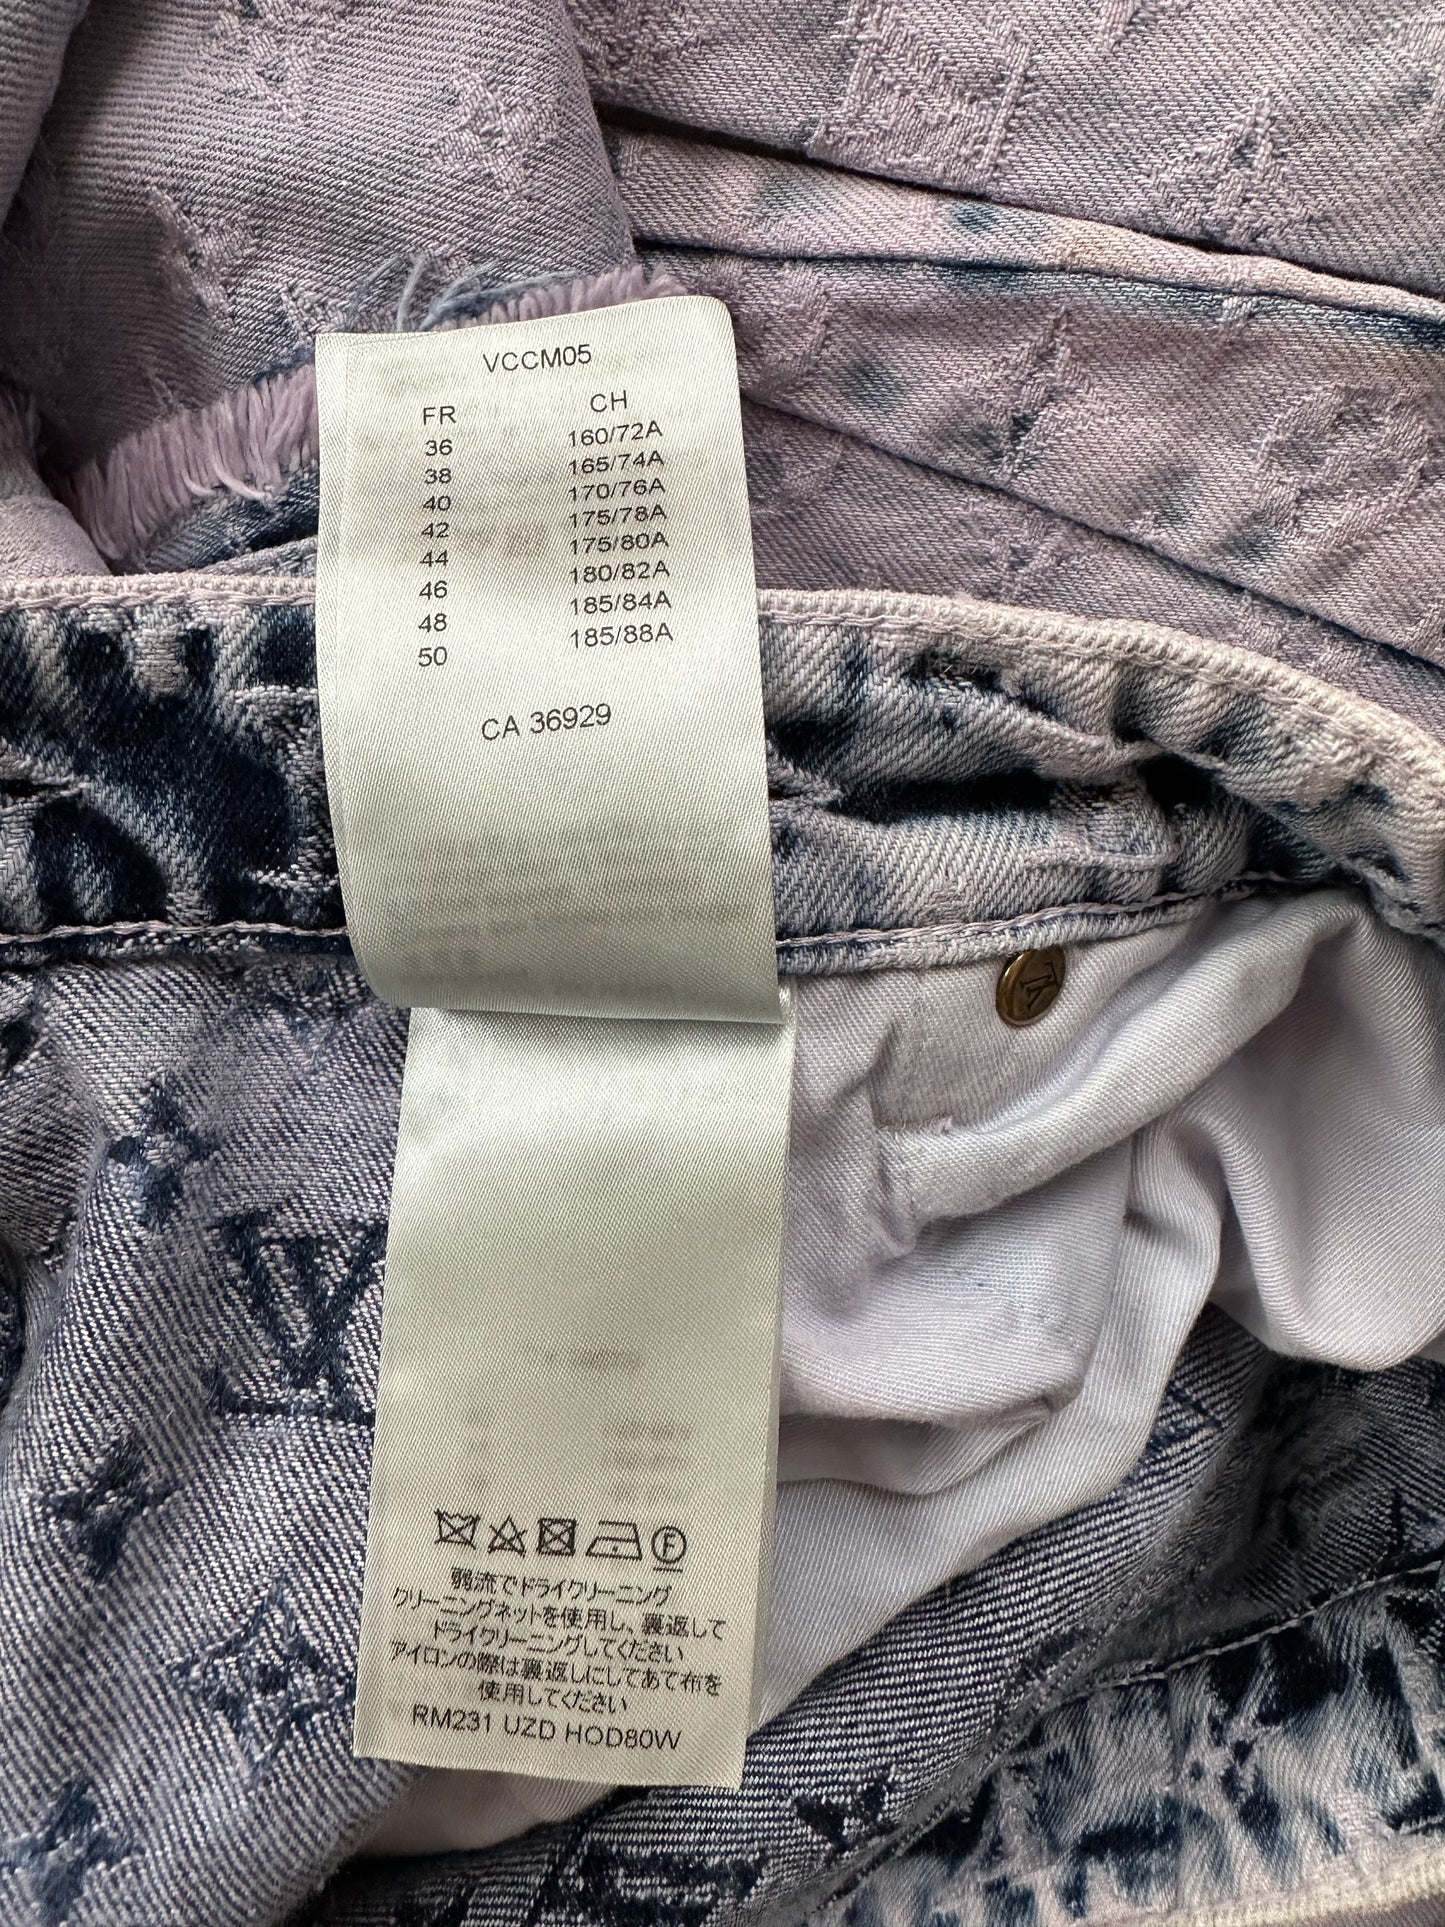 VCCM05
FR CH
36 160/72A
38 165/74A
40 170/76A
42 175/78A
44 175/80A
46 180/82A
48 185/84A
50 185/88A
CA 36929
LV
F
弱流でドライクリーニング
クリーニングネットを使用し、裏返して
ドライクリーニングしてください
アイロンの際は裏返しにしてあて布を
使用してください
RM231 UZD HOD80W